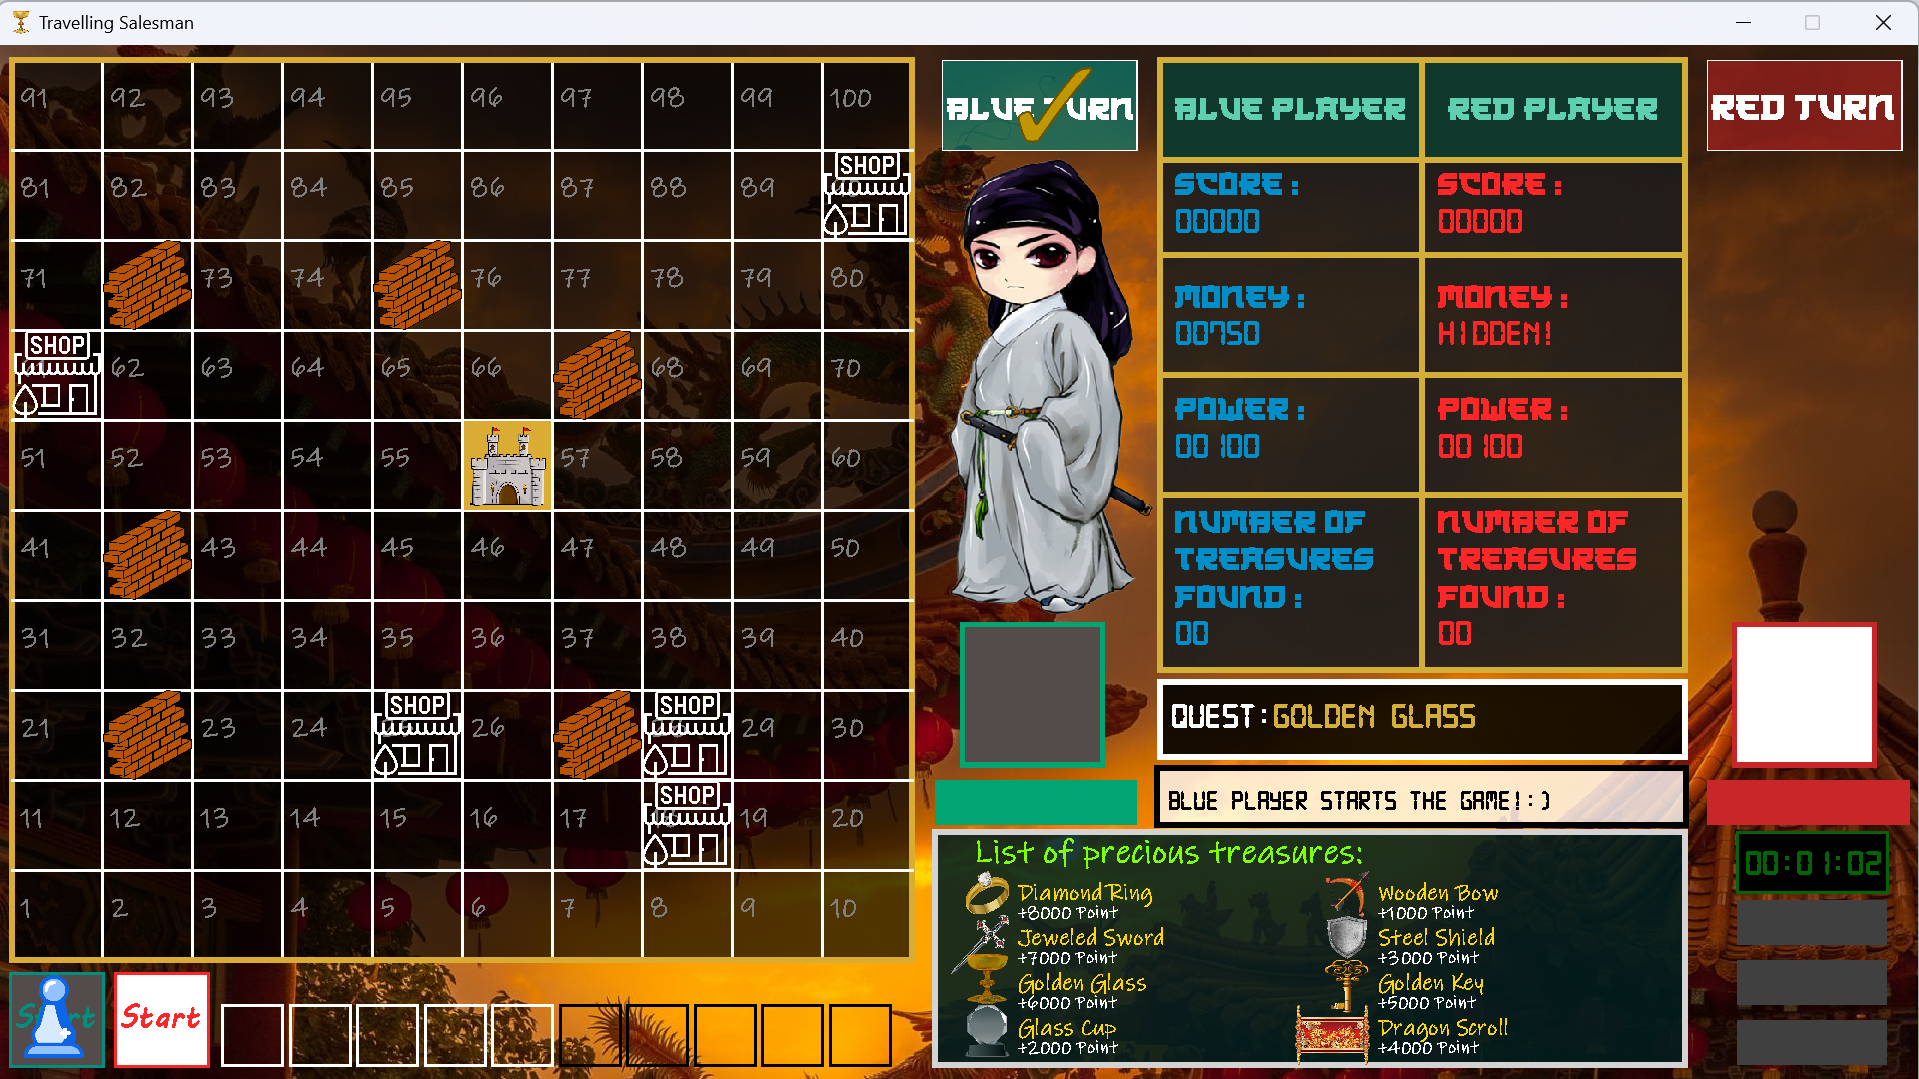 Travelling Salesman
91 92 93 94 95 96 97 98 99 100
81 82 83 84 85 86 87 88 89 SHOP
71 73 74 76 77 78 79 80
SHOP 62 63 64 65 66 68 69 70
51 52 53 54 55 57 58 59 60
41 43 44 45 46 47 48 49 50
31 32 33 34 35 36 37 38 39 40
21 23 24 SHOP 26 SHOP 29 30
11 12 13 14 15 16 17 SHOP 19 20
1 2 3 4 5 6 7 8 9 10
Start
Start
BLUE TURN
BLUE PLAYER
RED PLAYER
RED TURN
SCORE :
00000
SCORE :
00000
MONEY :
00750
MONEY :
HIDDEN!
POWER :
00100
POWER :
00100
NUMBER OF
TREASURES
FOUND :
00
NUMBER OF
TREASURES
FOUND :
00
QUEST:GOLDEN GLASS
BLUE PLAYER STARTS THE GAME!:)
List of precious treasures:
Diamond Ring
+8000 Point
Jeweled Sword
+7000 Point
Golden Glass
+6000 Point
Glass Cup
+2000 Point
Wooden Bow
+1000 Point
Steel Shield
+3000 Point
Golden Key
+5000 Point
Dragon Scroll
+4000 Point
00:01:02